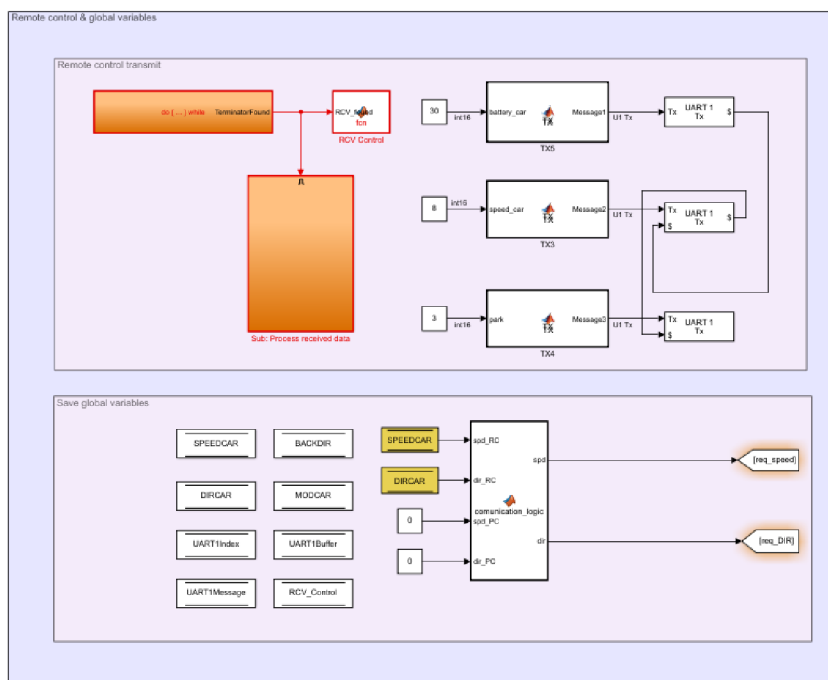 Remote control & global variables
Remote control transmit
do { ... } while
TerminatorFound
fcn
RCV Control
Sub: Process received data
30
int16
battery_car
TX
Message1
TX5
U1 Tx
Tx
UART 1
Tx
$
8
int16
speed_car
TX
Message2
TX3
U1 Tx
Tx
$
UART 1
Tx
$
3
int16
park
TX
Message3
TX4
U1 Tx
Tx
$
UART 1
Tx
Save global variables
SPEEDCAR
BACKDIR
DIRCAR
MODCAR
UART1Index
UART1Buffer
UART1Message
RCV_Control
SPEEDCAR
DIRCAR
0
0
spd_RC
dir_RC
comunication_logic
spd_PC
dir_PC
spd
dir
[req_speed]
[req_DIR]